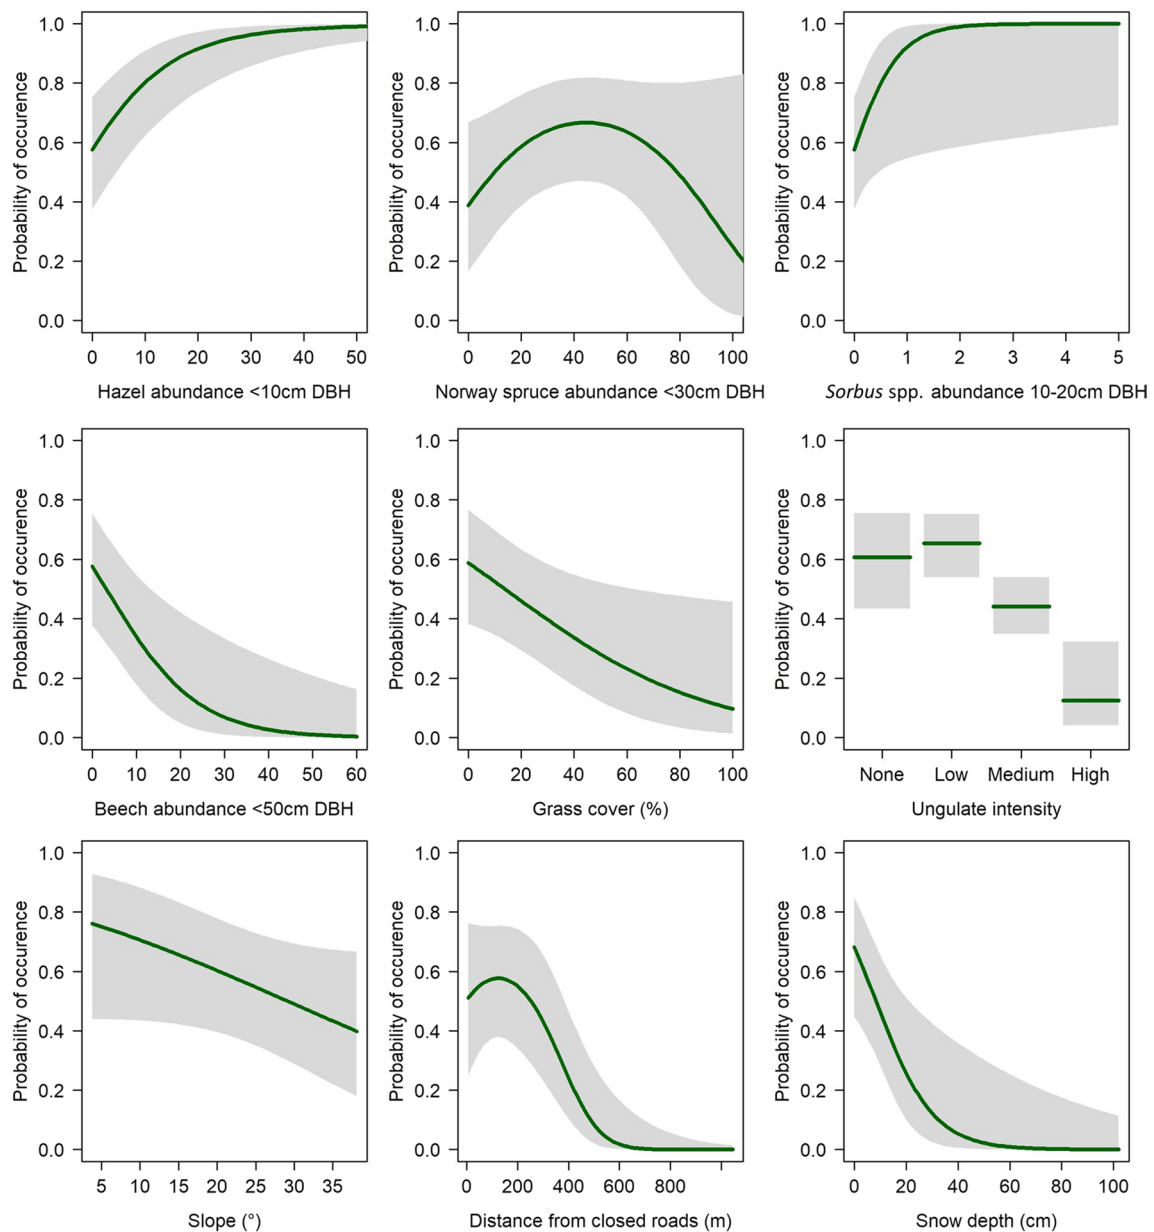 Probability of occurence
1.0
0.8
0.6
0.4
0.2
0.0
0 10 20 30 40 50
Hazel abundance <10cm DBH
Probability of occurence
1.0
0.8
0.6
0.4
0.2
0.0
0 20 40 60 80 100
Norway spruce abundance <30cm DBH
Probability of occurence
1.0
0.8
0.6
0.4
0.2
0.0
0 1 2 3 4 5
Sorbus spp. abundance 10-20cm DBH
Probability of occurence
1.0
0.8
0.6
0.4
0.2
0.0
0 10 20 30 40 50 60
Beech abundance <50cm DBH
Probability of occurence
1.0
0.8
0.6
0.4
0.2
0.0
0 20 40 60 80 100
Grass cover (%)
Probability of occurence
1.0
0.8
0.6
0.4
0.2
0.0
None Low Medium High
Ungulate intensity
Probability of occurence
1.0
0.8
0.6
0.4
0.2
0.0
5 10 15 20 25 30 35
Slope (°)
Probability of occurence
1.0
0.8
0.6
0.4
0.2
0.0
0 200 400 600 800
Distance from closed roads (m)
Probability of occurence
1.0
0.8
0.6
0.4
0.2
0.0
0 20 40 60 80 100
Snow depth (cm)